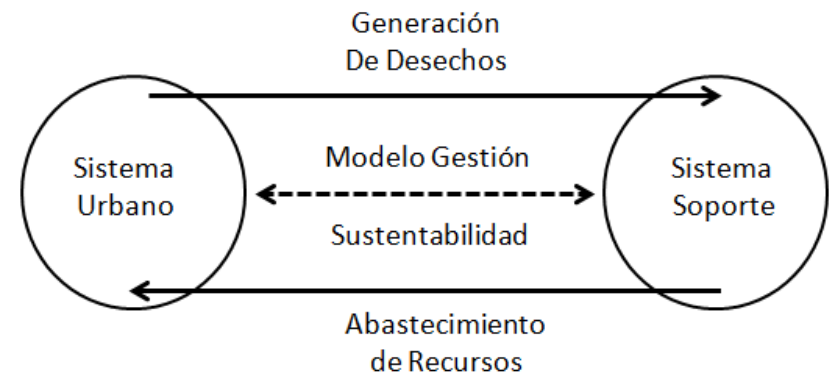 Generación
De Desechos
Sistema
Urbano
Modelo Gestión
Sustentabilidad
Sistema
Soporte
Abastecimiento
de Recursos